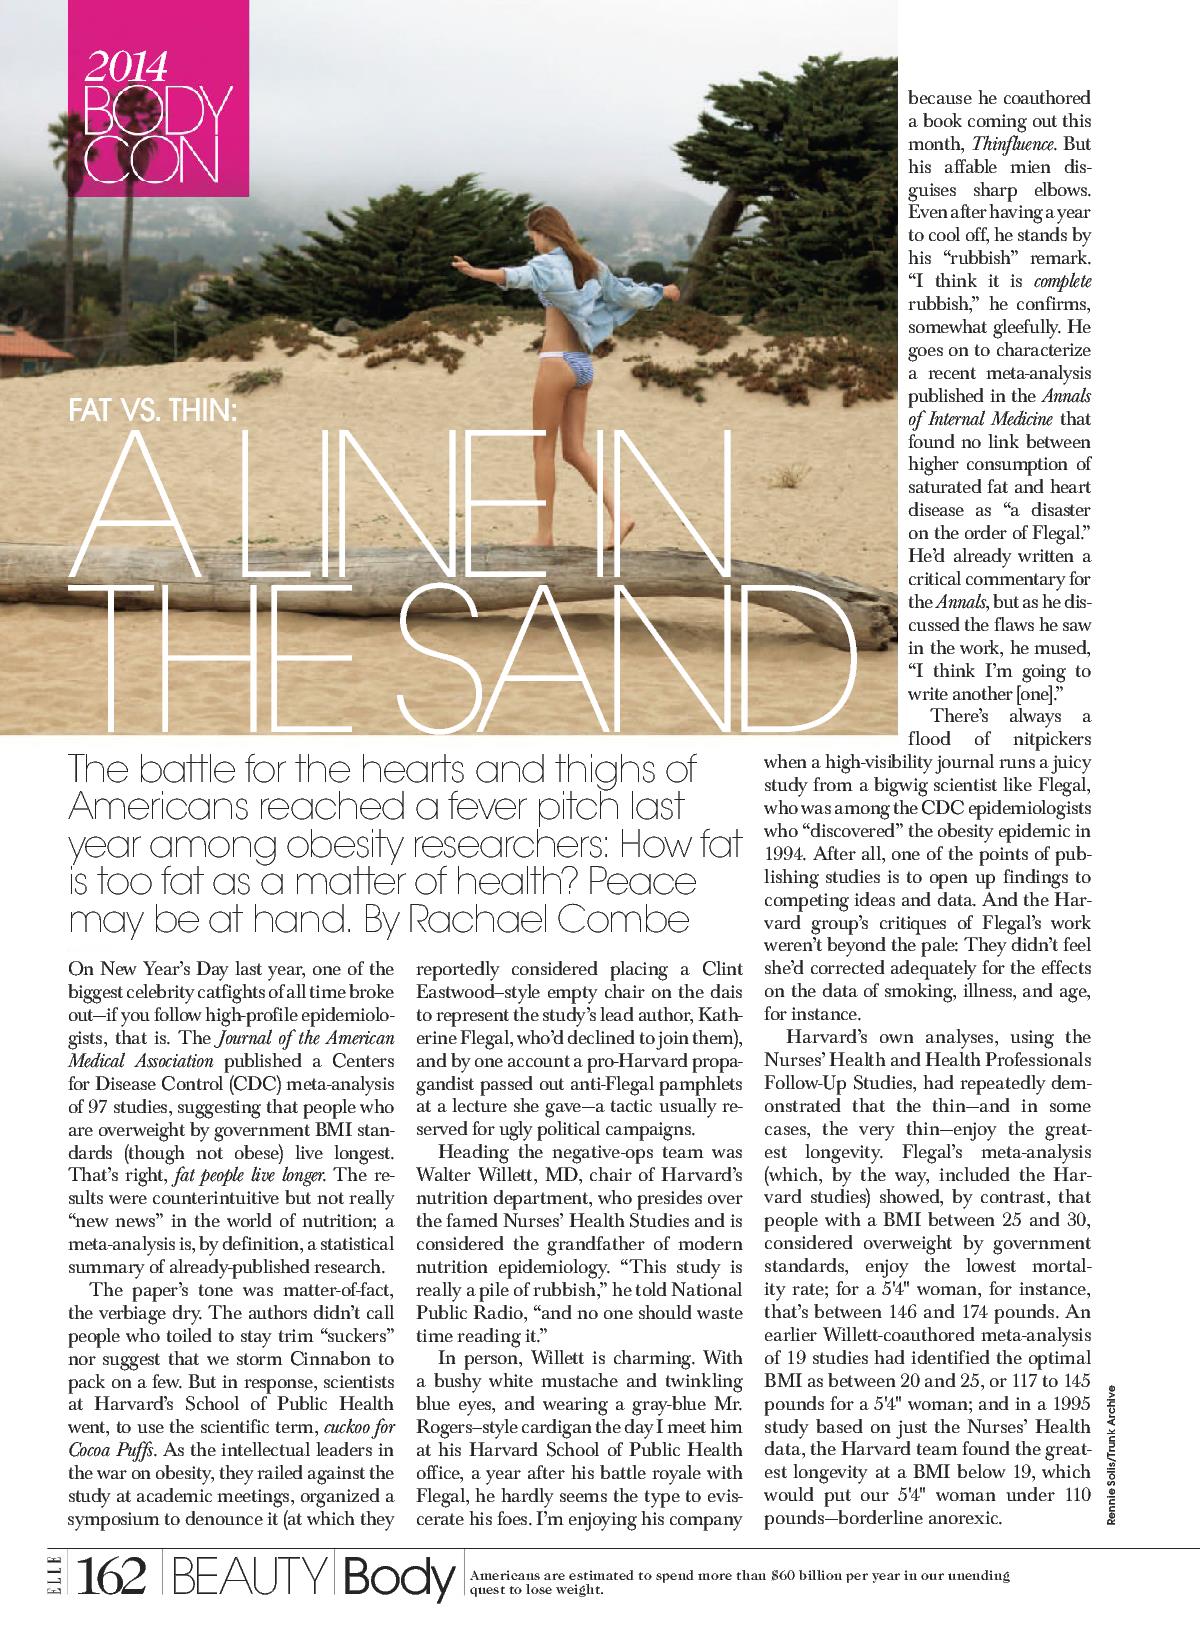 2014
BODY
CON
FAT VS. THIN:
A LINE IN
THE SAND
The battle for the hearts and thighs of
Americans reached a fever pitch last
year among obesity researchers: How fat
is too fat as a matter of health? Peace
may be at hand. By Rachael Combe
On New Year’s Day last year, one of the
biggest celebrity catfights of all time broke
out—if you follow high-profile epidemiolo-
gists, that is. The Journal of the American
Medical Association published a Centers
for Disease Control (CDC) meta-analysis
of 97 studies, suggesting that people who
are overweight by government BMI stan-
dards (though not obese) live longest.
That’s right, fat people live longer. The re-
sults were counterintuitive but not really
“new news” in the world of nutrition; a
meta-analysis is, by definition, a statistical
summary of already-published research.
The paper’s tone was matter-of-fact,
the verbiage dry. The authors didn’t call
people who toiled to stay trim “suckers”
nor suggest that we storm Cinnabon to
pack on a few. But in response, scientists
at Harvard’s School of Public Health
went, to use the scientific term, cuckoo for
Cocoa Puffs. As the intellectual leaders in
the war on obesity, they railed against the
study at academic meetings, organized a
symposium to denounce it (at which they
reportedly considered placing a Clint
Eastwood–style empty chair on the dais
to represent the study’s lead author, Kath-
erine Flegal, who’d declined to join them),
and by one account a pro-Harvard propa-
gandist passed out anti-Flegal pamphlets
at a lecture she gave—a tactic usually re-
served for ugly political campaigns.
Heading the negative-ops team was
Walter Willett, MD, chair of Harvard’s
nutrition department, who presides over
the famed Nurses’ Health Studies and is
considered the grandfather of modern
nutrition epidemiology. “This study is
really a pile of rubbish,” he told National
Public Radio, “and no one should waste
time reading it.”
In person, Willett is charming. With
a bushy white mustache and twinkling
blue eyes, and wearing a gray-blue Mr.
Rogers–style cardigan the day I meet him
at his Harvard School of Public Health
office, a year after his battle royale with
Flegal, he hardly seems the type to evis-
cerate his foes. I’m enjoying his company
because he coauthored
a book coming out this
month, Thinfluence. But
his affable mien dis-
guises sharp elbows.
Even after having a year
to cool off, he stands by
his “rubbish” remark.
“I think it is complete
rubbish,” he confirms,
somewhat gleefully. He
goes on to characterize
a recent meta-analysis
published in the Annals
of Internal Medicine that
found no link between
higher consumption of
saturated fat and heart
disease as “a disaster
on the order of Flegal.”
He’d already written a
critical commentary for
the Annals, but as he dis-
cussed the flaws he saw
in the work, he mused,
“I think I’m going to
write another [one].”
There’s always a
flood of nitpickers
when a high-visibility journal runs a juicy
study from a bigwig scientist like Flegal,
who was among the CDC epidemiologists
who “discovered” the obesity epidemic in
1994. After all, one of the points of pub-
lishing studies is to open up findings to
competing ideas and data. And the Har-
vard group’s critiques of Flegal’s work
weren’t beyond the pale: They didn’t feel
she’d corrected adequately for the effects
on the data of smoking, illness, and age,
for instance.
Harvard’s own analyses, using the
Nurses’ Health and Health Professionals
Follow-Up Studies, had repeatedly dem-
onstrated that the thin—and in some
cases, the very thin—enjoy the great-
est longevity. Flegal’s meta-analysis
(which, by the way, included the Har-
vard studies) showed, by contrast, that
people with a BMI between 25 and 30,
considered overweight by government
standards, enjoy the lowest mortal-
ity rate; for a 5'4" woman, for instance,
that’s between 146 and 174 pounds. An
earlier Willett-coauthored meta-analysis
of 19 studies had identified the optimal
BMI as between 20 and 25, or 117 to 145
pounds for a 5'4" woman; and in a 1995
study based on just the Nurses’ Health
data, the Harvard team found the great-
est longevity at a BMI below 19, which
would put our 5'4" woman under 110
pounds—borderline anorexic.
Rennie Solis/Trunk Archive
ELLE
162
BEAUTY Body
Americans are estimated to spend more than $60 billion per year in our unending
quest to lose weight.